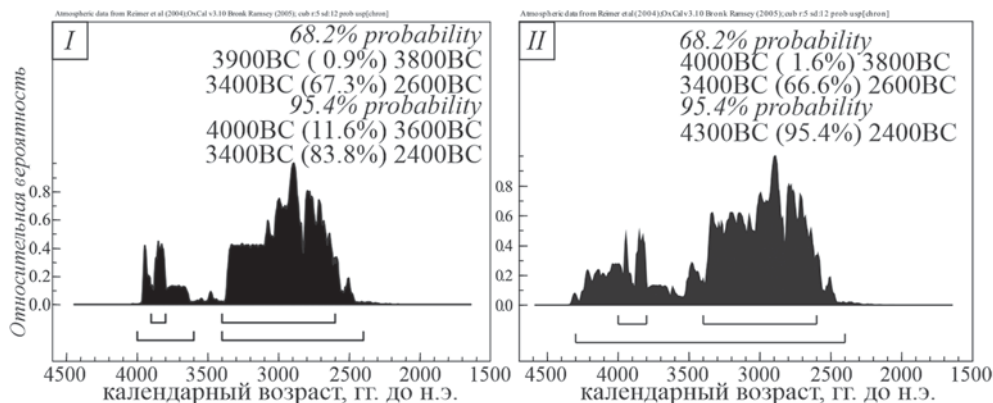 Atmospheric data from Reimer et al (2004);OxCal v3.10 Bronk Ramsey (2005); cub r:5 sd:12 prob usp[chron]
I
68.2% probability
3900BC ( 0.9%) 3800BC
3400BC (67.3%) 2600BC
95.4% probability
4000BC (11.6%) 3600BC
3400BC (83.8%) 2400BC
Относительная вероятность
0.8
0.6
0.4
0.2
0.0
4500 4000 3500 3000 2500 2000 1500
календарный возраст, гг. до н.э.
Atmospheric data from Reimer et al (2004);OxCal v3.10 Bronk Ramsey (2005); cub r:5 sd:12 prob usp[chron]
II
68.2% probability
4000BC ( 1.6%) 3800BC
3400BC (66.6%) 2600BC
95.4% probability
4300BC (95.4%) 2400BC
0.8
0.6
0.4
0.2
0.0
4500 4000 3500 3000 2500 2000 1500
календарный возраст, гг. до н.э.